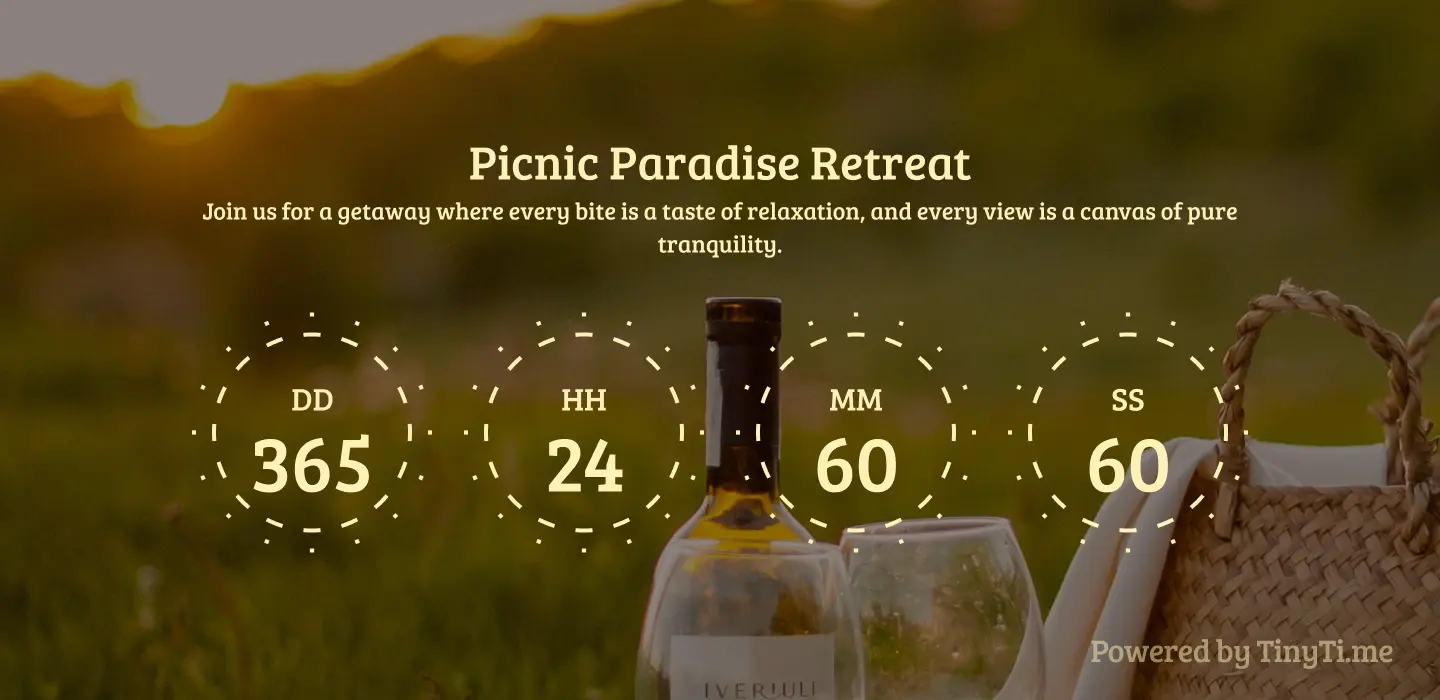 Picnic Paradise Retreat
Join us for a getaway where every bite is a taste of relaxation, and every view is a canvas of pure
tranquility.
DD HH MM SS
365 24 60 60
Powered by TinyTi.me